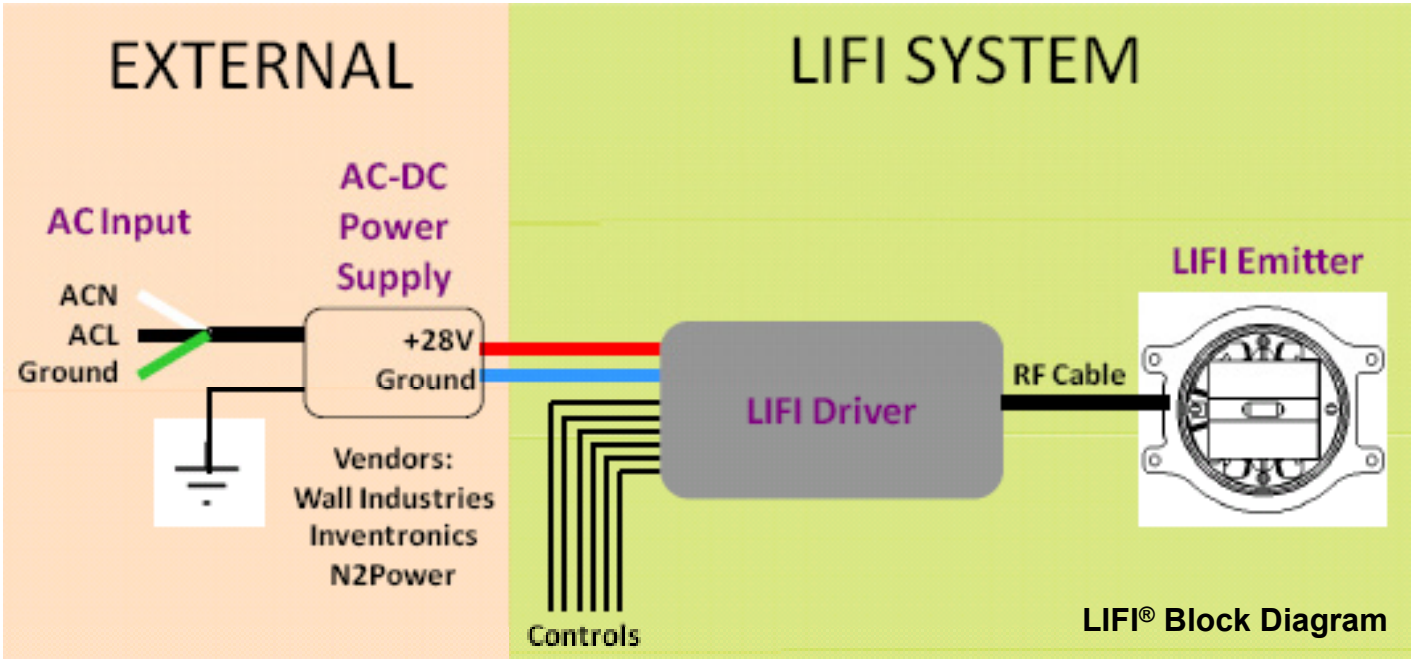 EXTERNAL
LIFI SYSTEM
AC Input
AC-DC
Power
Supply
ACN
ACL
Ground
+28V
Ground
Vendors:
Wall Industries
Inventronics
N2Power
Controls
LIFI Driver
RF Cable
LIFI Emitter
LIFI® Block Diagram